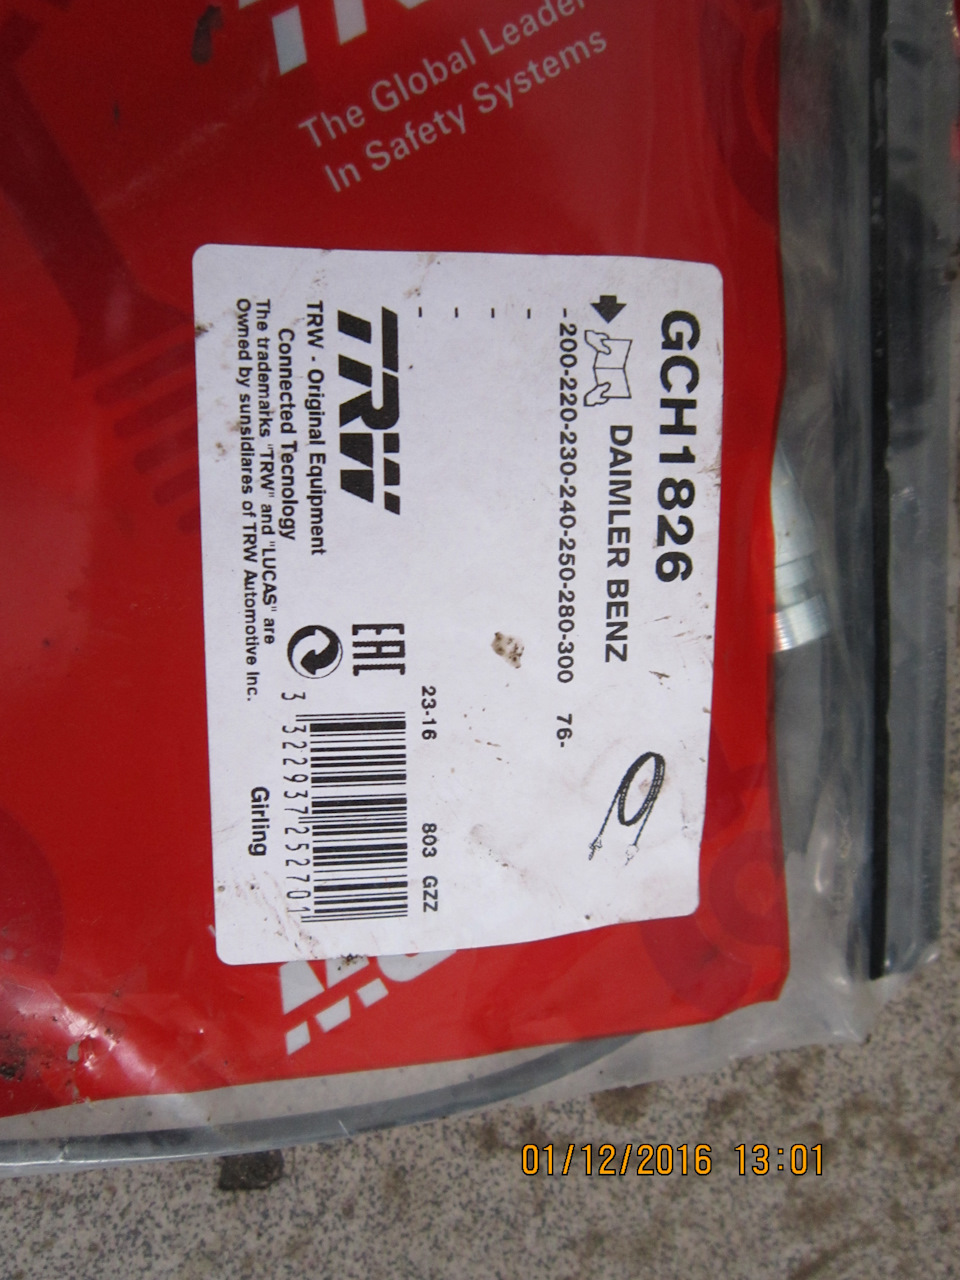 The Global Leader
In Safety Systems
GCH1826
DAIMLER BENZ
- 200-220-230-240-250-280-300 76-
-
-
-
-
23-16 803 GZZ
TRW
EAC
TRW - Original Equipment
Connected Tecnology
The trademarks "TRW" and "LUCAS" are
Owned by sunsidiares of TRW Automotive Inc.
3 322937 252701
Girling
01/12/2016 13:01